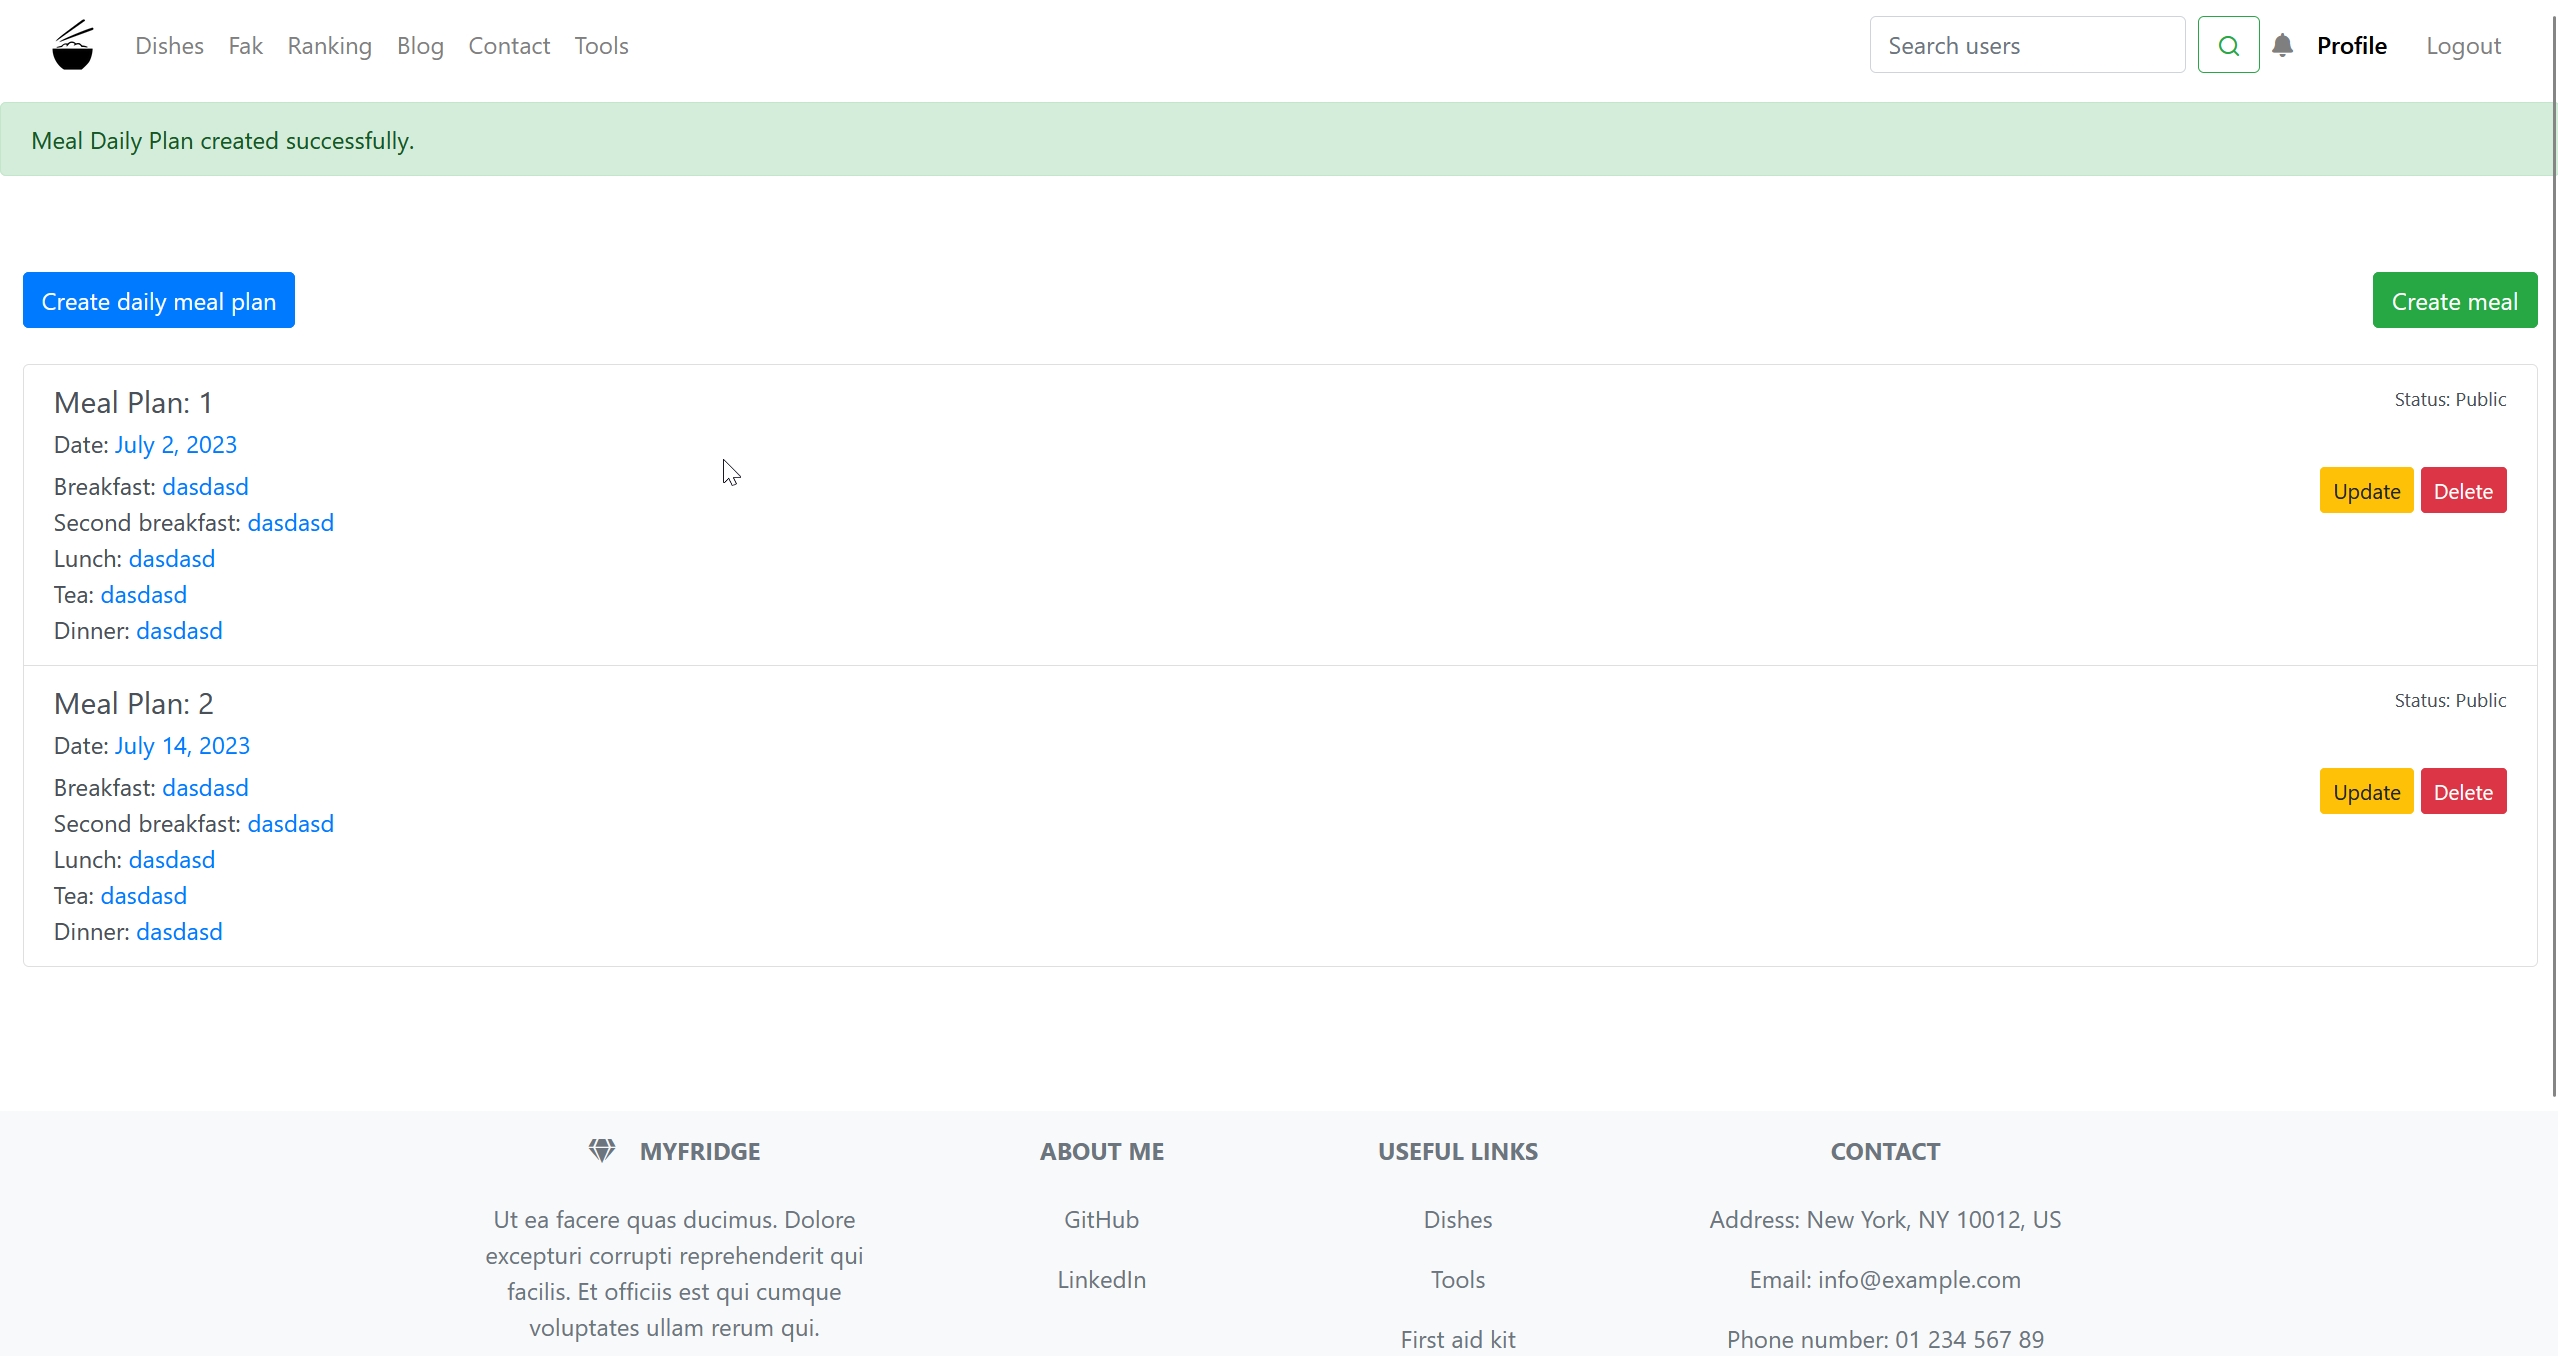 Dishes Fak Ranking Blog Contact Tools Search users Profile Logout
Meal Daily Plan created successfully.
Create daily meal plan Create meal
Meal Plan: 1 Status: Public
Date: July 2, 2023
Breakfast: dasdasd Update Delete
Second breakfast: dasdasd
Lunch: dasdasd
Tea: dasdasd
Dinner: dasdasd
Meal Plan: 2 Status: Public
Date: July 14, 2023
Breakfast: dasdasd Update Delete
Second breakfast: dasdasd
Lunch: dasdasd
Tea: dasdasd
Dinner: dasdasd
MYFRIDGE
Ut ea facere quas ducimus. Dolore
excepturi corrupti reprehenderit qui
facilis. Et officiis est qui cumque
voluptates ullam rerum qui.
ABOUT ME
GitHub
LinkedIn
USEFUL LINKS
Dishes
Tools
First aid kit
CONTACT
Address: New York, NY 10012, US
Email: info@example.com
Phone number: 01 234 567 89